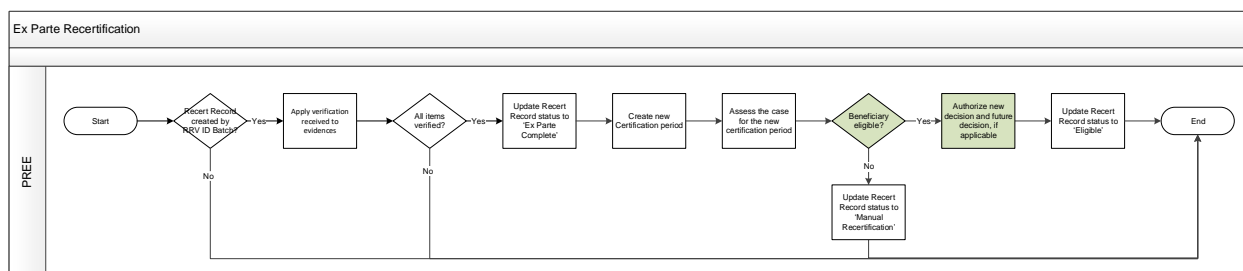 Ex Parte Recertification
PREE
Start
Recert Record
created by
RRV ID Batch?
Yes
No
Apply verification
received to
evidences
All items
verified?
Yes
No
Update Recert
Record status to
‘Ex Parte
Complete’
Create new
Certification period
Assess the case
for the new
certification period
Beneficiary
eligible?
Yes
No
Authorize new
decision and future
decision, if
applicable
Update Recert
Record status to
‘Eligible’
End
Update Recert
Record status to
‘Manual
Recertification’